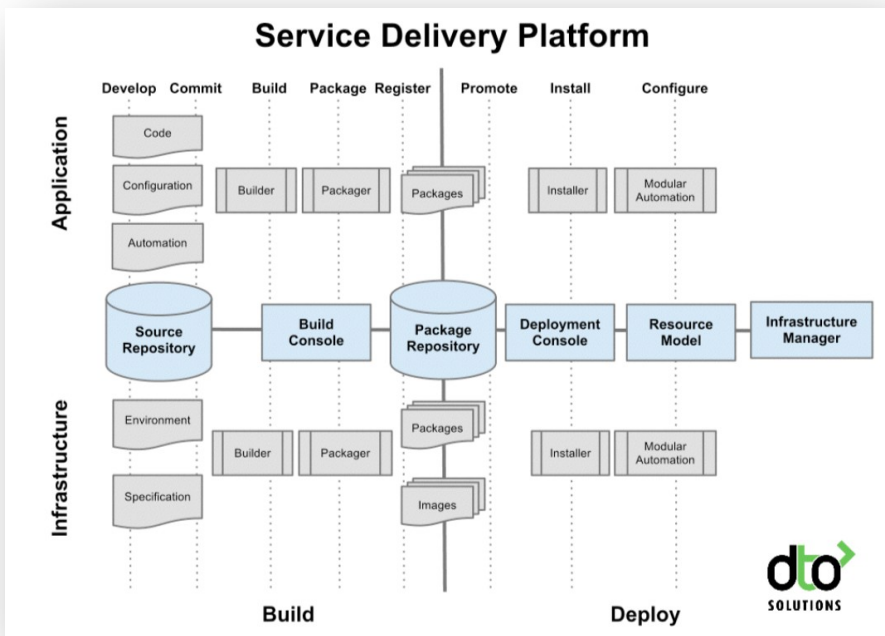 Service Delivery Platform
Develop Commit Build Package Register Promote Install Configure
Application
Code
Configuration
Builder
Packager
Packages
Installer
Modular
Automation
Automation
Source
Repository
Build
Console
Package
Repository
Deployment
Console
Resource
Model
Infrastructure
Manager
Infrastructure
Environment
Builder
Packager
Packages
Installer
Modular
Automation
Specification
Images
Build
Deploy
dto
SOLUTIONS